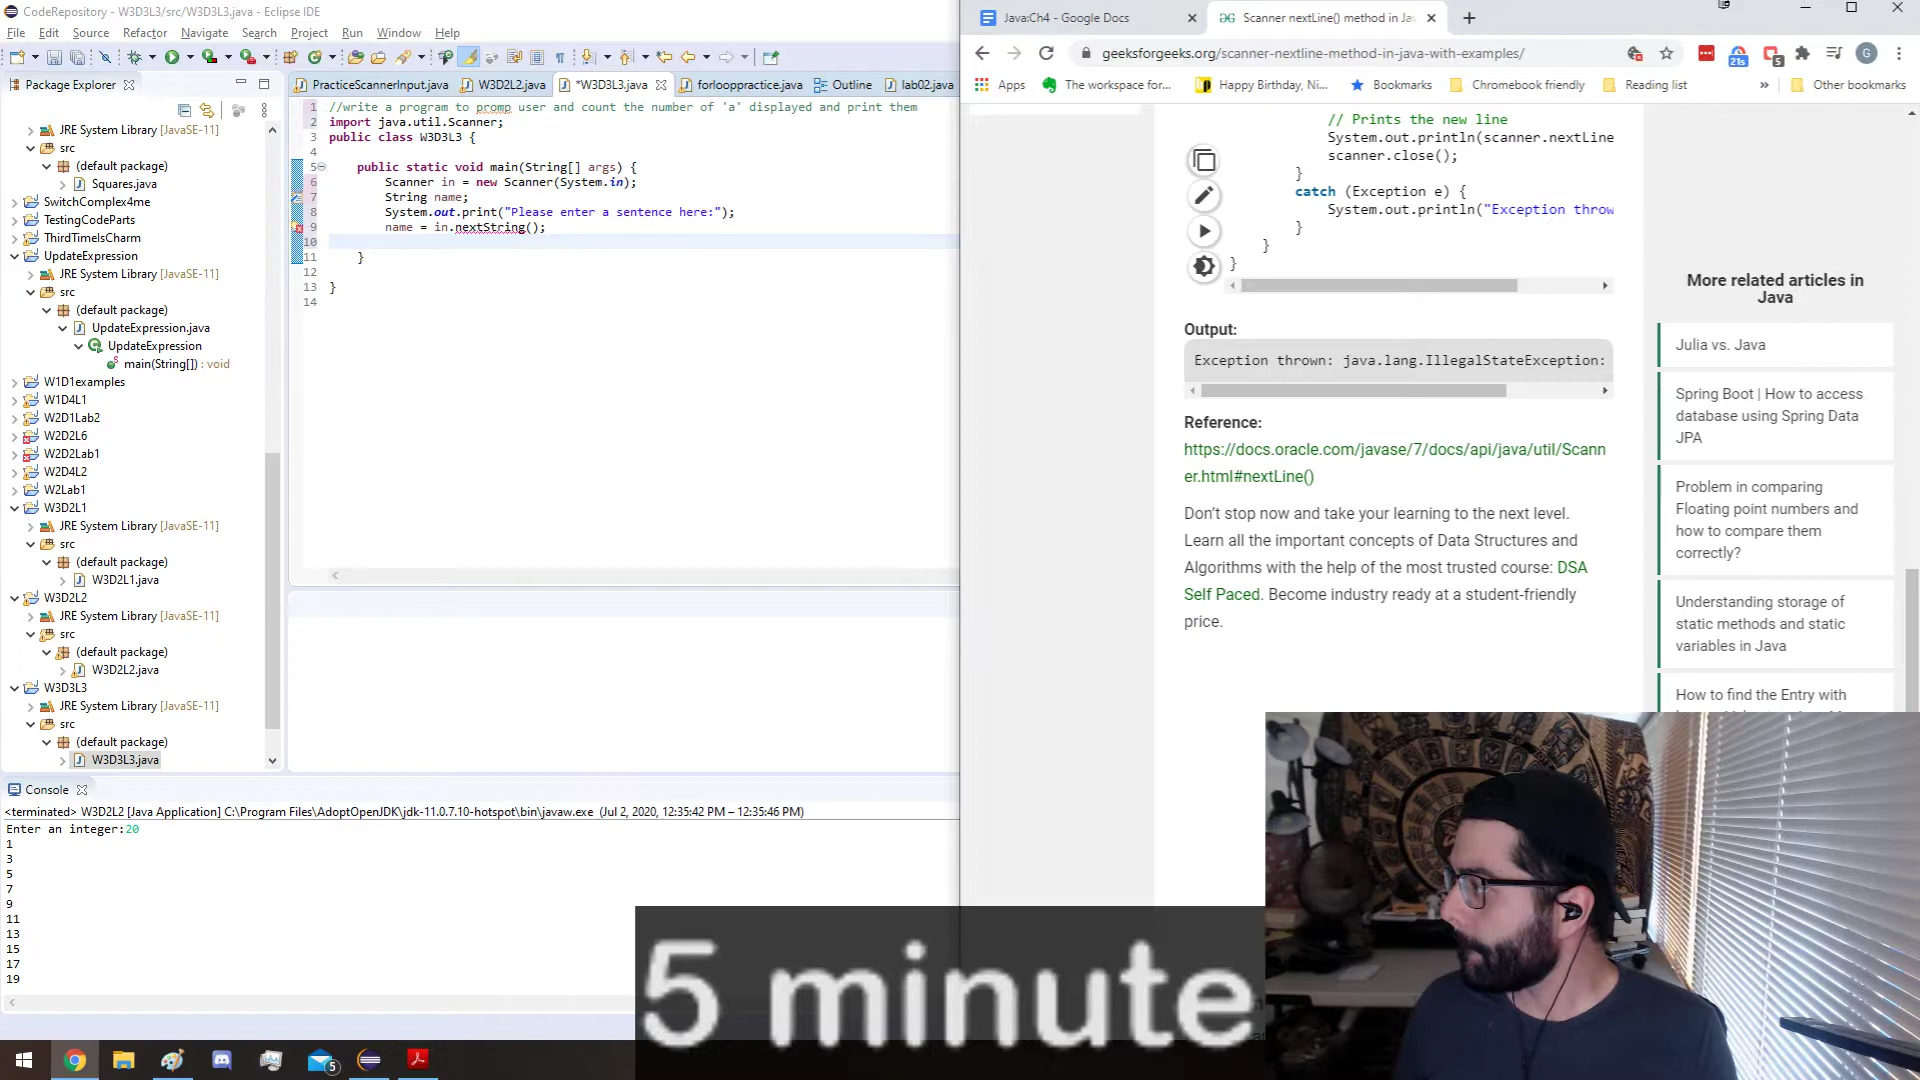 CodeRepository - W3D3L3/src/W3D3L3.java - Eclipse IDE
File Edit Source Refactor Navigate Search Project Run Window Help
Package Explorer
JRE System Library [JavaSE-11]
src
(default package)
Squares.java
SwitchComplex4me
TestingCodeParts
ThirdTimeIsCharm
UpdateExpression
JRE System Library [JavaSE-11]
src
(default package)
UpdateExpression.java
UpdateExpression
main(String[]) : void
W1D1examples
W1D4L1
W2D1Lab2
W2D2L6
W2D2Lab1
W2D4L2
W2Lab1
W3D2L1
JRE System Library [JavaSE-11]
src
(default package)
W3D2L1.java
W3D2L2
JRE System Library [JavaSE-11]
src
(default package)
W3D2L2.java
W3D3L3
JRE System Library [JavaSE-11]
src
(default package)
W3D3L3.java
PracticeScannerInput.java W3D2L2.java *W3D3L3.java forlooppractice.java Outline lab02.java
1 //write a program to promp user and count the number of 'a' displayed and print them
2 import java.util.Scanner;
3 public class W3D3L3 {
4
5 public static void main(String[] args) {
6 Scanner in = new Scanner(System.in);
7 String name;
8 System.out.print("Please enter a sentence here:");
9 name = in.nextString();
10
11 }
12
13 }
14
Console
<terminated> W3D2L2 [Java Application] C:\Program Files\AdoptOpenJDK\jdk-11.0.7.10-hotspot\bin\javaw.exe (Jul 2, 2020, 12:35:42 PM – 12:35:46 PM)
Enter an integer:20
1
3
5
7
9
11
13
15
17
19
Java:Ch4 - Google Docs
Scanner nextLine() method in Jav
geeksforgeeks.org/scanner-nextline-method-in-java-with-examples/
21s
5
G
Apps The workspace for... Happy Birthday, Ni... Bookmarks Chromebook friendly Reading list » Other bookmarks
// Prints the new line
System.out.println(scanner.nextLine
scanner.close();
}
catch (Exception e) {
System.out.println("Exception throw
}
}
}
Output:
Exception thrown: java.lang.IllegalStateException:
Reference:
https://docs.oracle.com/javase/7/docs/api/java/util/Scann
er.html#nextLine()
Don’t stop now and take your learning to the next level.
Learn all the important concepts of Data Structures and
Algorithms with the help of the most trusted course: DSA
Self Paced. Become industry ready at a student-friendly
price.
More related articles in
Java
Julia vs. Java
Spring Boot | How to access
database using Spring Data
JPA
Problem in comparing
Floating point numbers and
how to compare them
correctly?
Understanding storage of
static methods and static
variables in Java
How to find the Entry with
5 minute
5